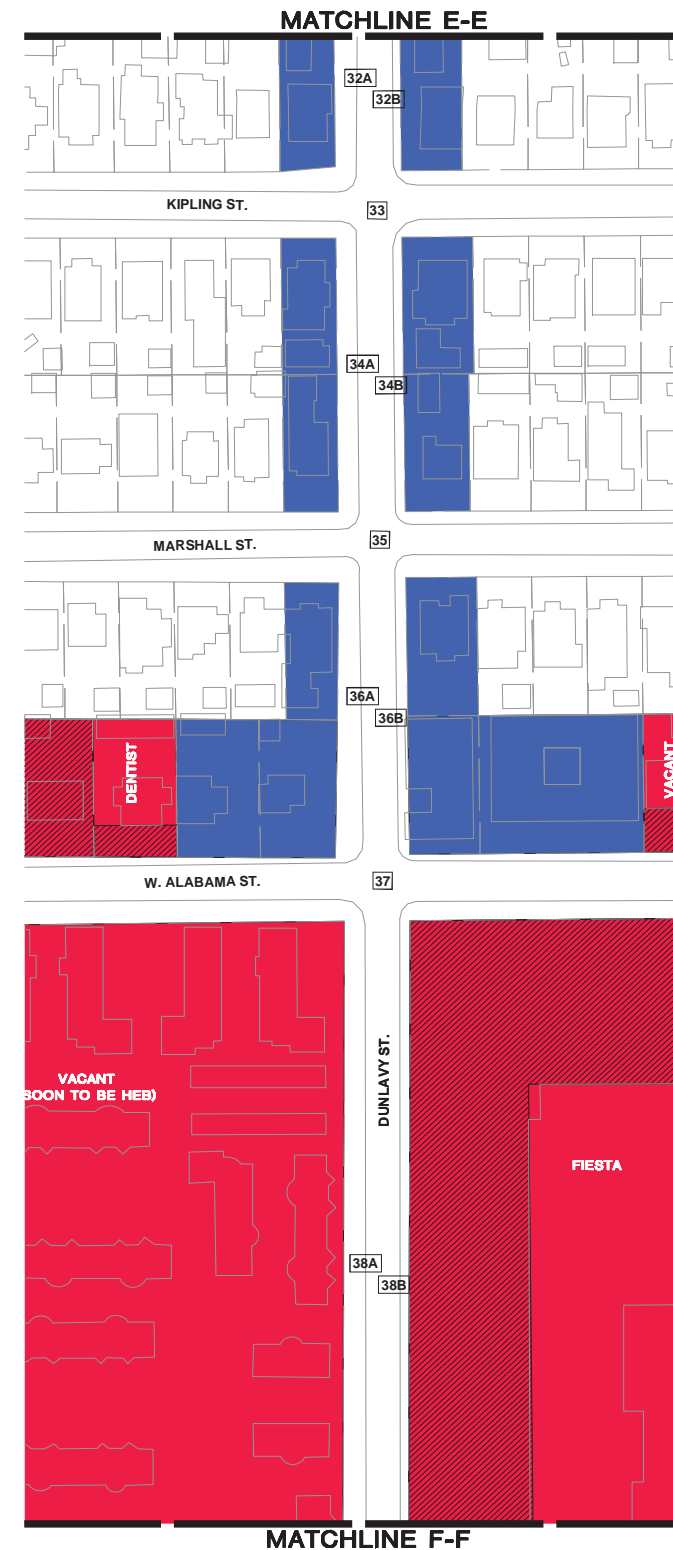 MATCHLINE E-E
32A
32B
KIPLING ST.
33
34A
34B
MARSHALL ST.
35
36A
36B
DENTIST
VACANT
W. ALABAMA ST.
37
DUNLAVY ST.
VACANT
SOON TO BE HEB)
FIESTA
38A
38B
MATCHLINE F-F